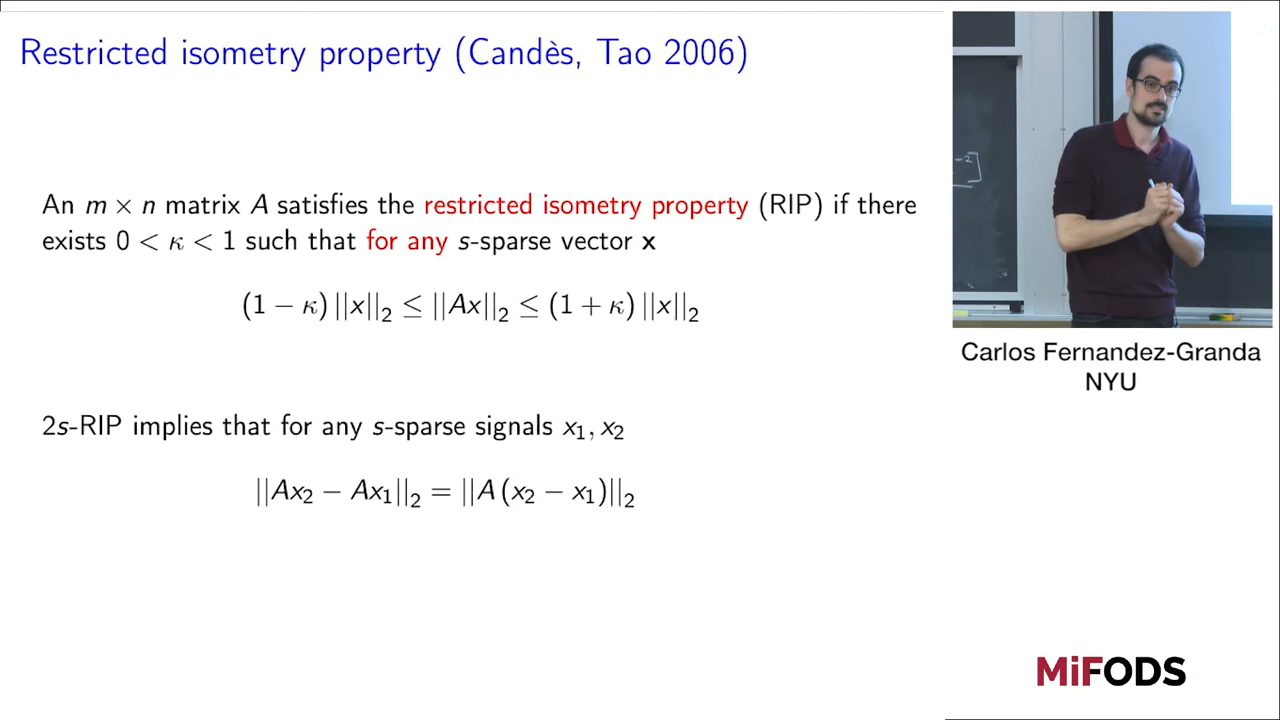 Restricted isometry property (Candès, Tao 2006)
An m × n matrix A satisfies the restricted isometry property (RIP) if there
exists 0 < κ < 1 such that for any s-sparse vector x
(1 − κ) ||x||₂ ≤ ||Ax||₂ ≤ (1 + κ) ||x||₂
2s-RIP implies that for any s-sparse signals x₁, x₂
||Ax₂ − Ax₁||₂ = ||A (x₂ − x₁)||₂
-2
Carlos Fernandez-Granda
NYU
MiFODS